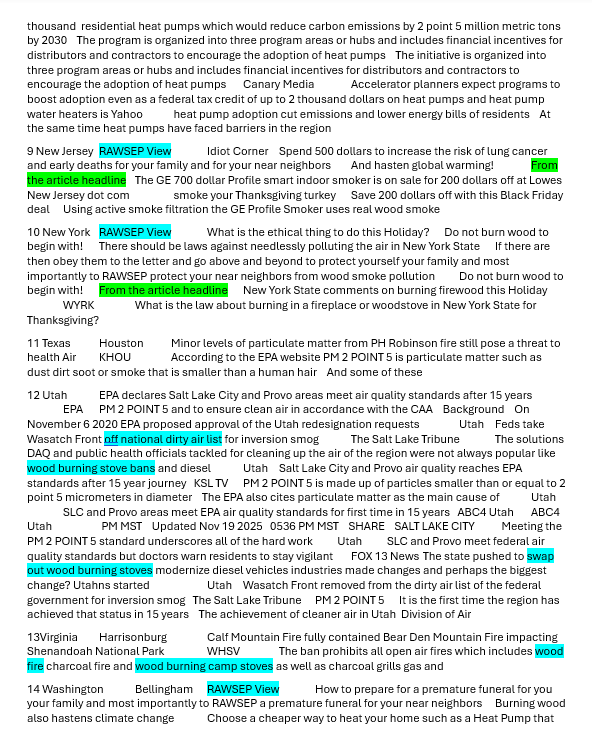 thousand residential heat pumps which would reduce carbon emissions by 2 point 5 million metric tons
by 2030 The program is organized into three program areas or hubs and includes financial incentives for
distributors and contractors to encourage the adoption of heat pumps The initiative is organized into
three program areas or hubs and includes financial incentives for distributors and contractors to
encourage the adoption of heat pumps Canary Media Accelerator planners expect programs to
boost adoption even as a federal tax credit of up to 2 thousand dollars on heat pumps and heat pump
water heaters is Yahoo heat pump adoption cut emissions and lower energy bills of residents At
the same time heat pumps have faced barriers in the region
9 New Jersey RAWSEP View Idiot Corner Spend 500 dollars to increase the risk of lung cancer
and early deaths for your family and for your near neighbors And hasten global warming! From
the article headline The GE 700 dollar Profile smart indoor smoker is on sale for 200 dollars off at Lowes
New Jersey dot com smoke your Thanksgiving turkey Save 200 dollars off with this Black Friday
deal Using active smoke filtration the GE Profile Smoker uses real wood smoke
10 New York RAWSEP View What is the ethical thing to do this Holiday? Do not burn wood to
begin with! There should be laws against needlessly polluting the air in New York State If there are
then obey them to the letter and go above and beyond to protect yourself your family and most
importantly to RAWSEP protect your near neighbors from wood smoke pollution Do not burn wood to
begin with! From the article headline New York State comments on burning firewood this Holiday
WYRK What is the law about burning in a fireplace or woodstove in New York State for
Thanksgiving?
11 Texas Houston Minor levels of particulate matter from PH Robinson fire still pose a threat to
health Air KHOU According to the EPA website PM 2 POINT 5 is particulate matter such as
dust dirt soot or smoke that is smaller than a human hair And some of these
12 Utah EPA declares Salt Lake City and Provo areas meet air quality standards after 15 years
EPA PM 2 POINT 5 and to ensure clean air in accordance with the CAA Background On
November 6 2020 EPA proposed approval of the Utah redesignation requests Utah Feds take
Wasatch Front off national dirty air list for inversion smog The Salt Lake Tribune The solutions
DAQ and public health officials tackled for cleaning up the air of the region were not always popular like
wood burning stove bans and diesel Utah Salt Lake City and Provo air quality reaches EPA
standards after 15 year journey KSL TV PM 2 POINT 5 is made up of particles smaller than or equal to 2
point 5 micrometers in diameter The EPA also cites particulate matter as the main cause of Utah
SLC and Provo areas meet EPA air quality standards for first time in 15 years ABC4 Utah ABC4
Utah PM MST Updated Nov 19 2025 0536 PM MST SHARE SALT LAKE CITY Meeting the
PM 2 POINT 5 standard underscores all of the hard work Utah SLC and Provo meet federal air
quality standards but doctors warn residents to stay vigilant FOX 13 News The state pushed to swap
out wood burning stoves modernize diesel vehicles industries made changes and perhaps the biggest
change? Utahns started Utah Wasatch Front removed from the dirty air list of the federal
government for inversion smog The Salt Lake Tribune PM 2 POINT 5 It is the first time the region has
achieved that status in 15 years The achievement of cleaner air in Utah Division of Air
13Virginia Harrisonburg Calf Mountain Fire fully contained Bear Den Mountain Fire impacting
Shenandoah National Park WHSV The ban prohibits all open air fires which includes wood
fire charcoal fire and wood burning camp stoves as well as charcoal grills gas and
14 Washington Bellingham RAWSEP View How to prepare for a premature funeral for you
your family and most importantly to RAWSEP a premature funeral for your near neighbors Burning wood
also hastens climate change Choose a cheaper way to heat your home such as a Heat Pump that